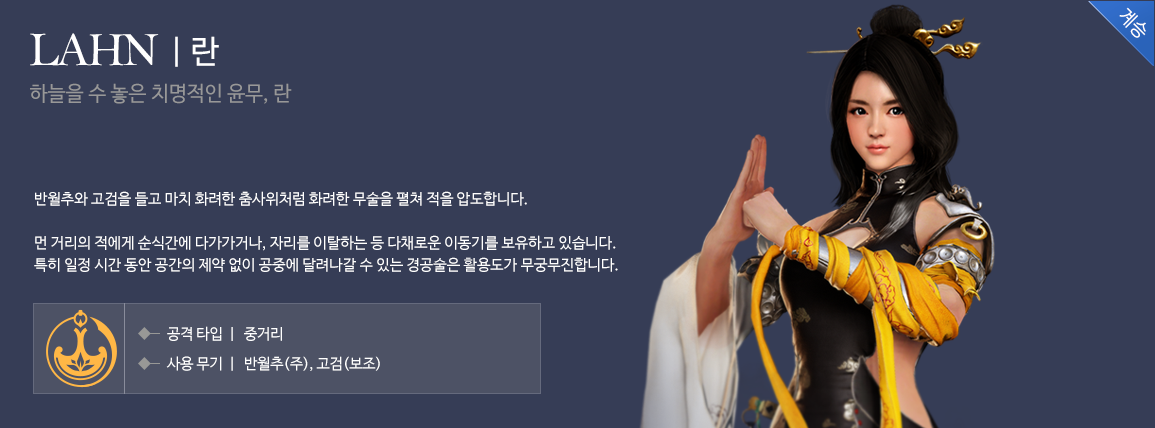 LAHN | 란
계승
하늘을 수 놓은 치명적인 윤무, 란
반월추와 고검을 들고 마치 화려한 춤사위처럼 화려한 무술을 펼쳐 적을 압도합니다.
먼 거리의 적에게 순식간에 다가가거나, 자리를 이탈하는 등 다채로운 이동기를 보유하고 있습니다.
특히 일정 시간 동안 공간의 제약 없이 공중에 달려나갈 수 있는 경공술은 활용도가 무궁무진합니다.
공격 타입 | 중거리
사용 무기 | 반월추(주), 고검(보조)